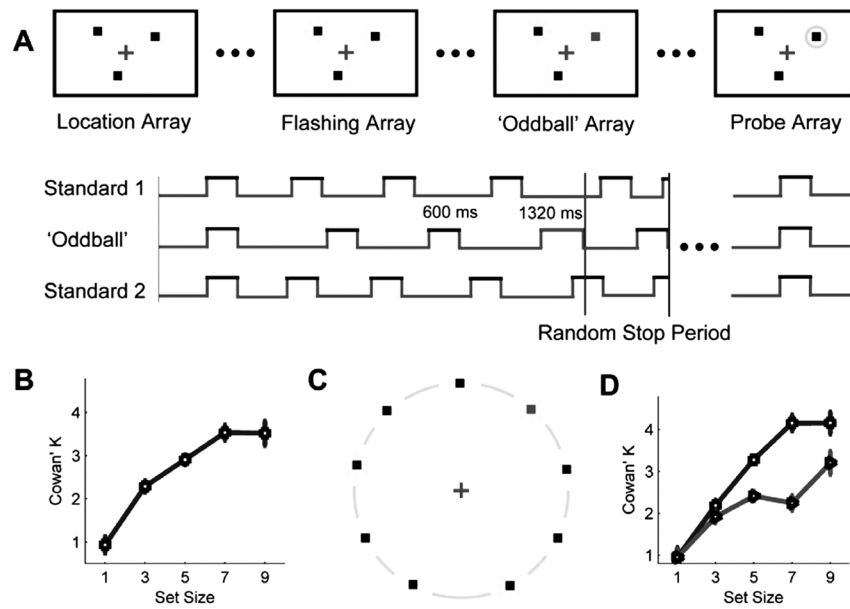 A
Location Array
Flashing Array
‘Oddball’ Array
Probe Array
Standard 1
600 ms
1320 ms
‘Oddball’
Standard 2
Random Stop Period
B
Cowan' K
4
3
2
1
1 3 5 7 9
Set Size
C
D
Cowan' K
4
3
2
1
1 3 5 7 9
Set Size